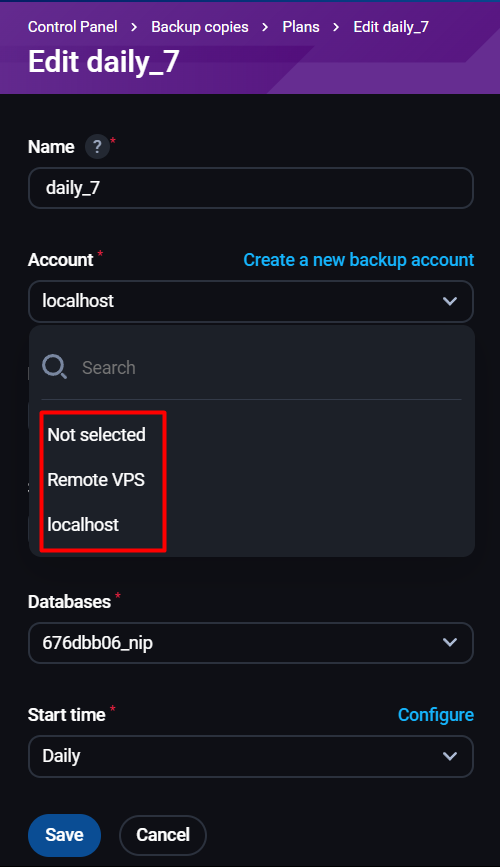 Control Panel > Backup copies > Plans > Edit daily_7
Edit daily_7
Name ? *
daily_7
Account * Create a new backup account
localhost
Search
Not selected
Remote VPS
localhost
Databases *
676dbb06_nip
Start time * Configure
Daily
Save Cancel